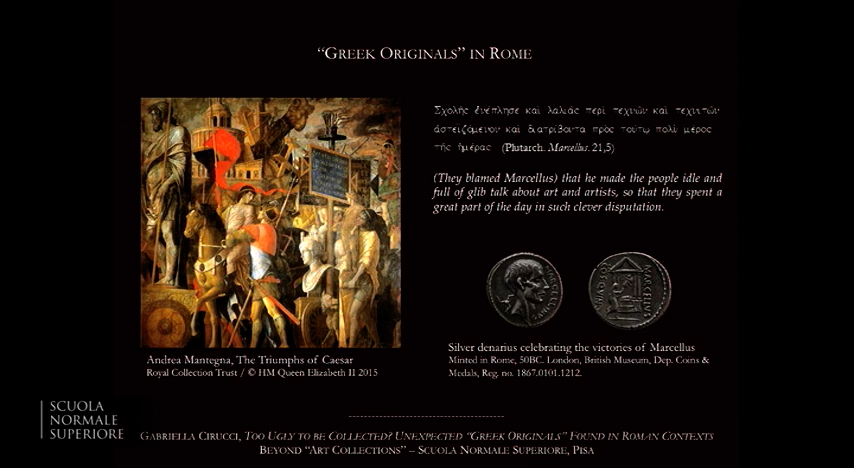 “GREEK ORIGINALS” IN ROME
Σχολῆς ἐνέπλησε καὶ λαλιάς περὶ τεχνῶν καὶ τεχνιτῶν
ἀστειζόμενον καὶ διατρίβοντα πρὸς τούτῳ πολὺ μέρος
τῆς ἡμέρας (Plutarch. Marcellus. 21,5)
(They blamed Marcellus) that he made the people idle and
full of glib talk about art and artists, so that they spent a
great part of the day in such clever disputation.
MARCELLINVS
MARCELLVS
COS QVINQ
Andrea Mantegna, The Triumphs of Caesar
Royal Collection Trust / © HM Queen Elizabeth II 2015
Silver denarius celebrating the victories of Marcellus
Minted in Rome, 50BC. London, British Museum, Dep. Coins &
Medals, Reg. no. 1867.0101.1212.
SCUOLA
NORMALE
SUPERIORE
GABRIELLA CIRUCCI, TOO UGLY TO BE COLLECTED? UNEXPECTED “GREEK ORIGINALS” FOUND IN ROMAN CONTEXTS
BEYOND “ART COLLECTIONS” – SCUOLA NORMALE SUPERIORE, PISA